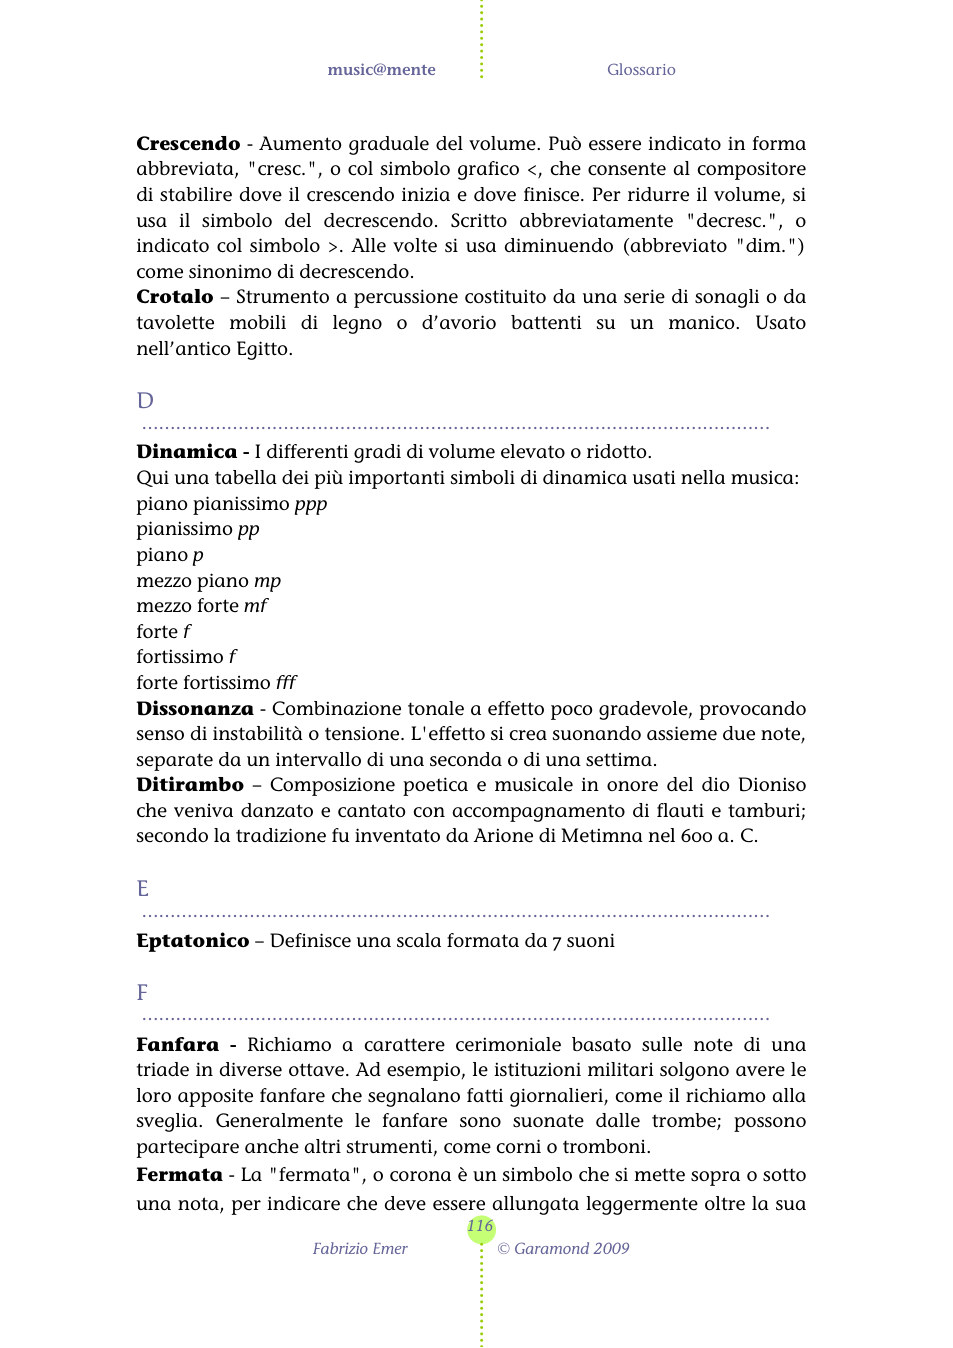 music@mente Glossario
Crescendo - Aumento graduale del volume. Può essere indicato in forma
abbreviata, "cresc.", o col simbolo grafico <, che consente al compositore
di stabilire dove il crescendo inizia e dove finisce. Per ridurre il volume, si
usa il simbolo del decrescendo. Scritto abbreviatamente "decresc.", o
indicato col simbolo >. Alle volte si usa diminuendo (abbreviato "dim.")
come sinonimo di decrescendo.
Crotalo – Strumento a percussione costituito da una serie di sonagli o da
tavolette mobili di legno o d’avorio battenti su un manico. Usato
nell’antico Egitto.
D
Dinamica - I differenti gradi di volume elevato o ridotto.
Qui una tabella dei più importanti simboli di dinamica usati nella musica:
piano pianissimo ppp
pianissimo pp
piano p
mezzo piano mp
mezzo forte mf
forte f
fortissimo f
forte fortissimo fff
Dissonanza - Combinazione tonale a effetto poco gradevole, provocando
senso di instabilità o tensione. L'effetto si crea suonando assieme due note,
separate da un intervallo di una seconda o di una settima.
Ditirambo – Composizione poetica e musicale in onore del dio Dioniso
che veniva danzato e cantato con accompagnamento di flauti e tamburi;
secondo la tradizione fu inventato da Arione di Metimna nel 600 a. C.
E
Eptatonico – Definisce una scala formata da 7 suoni
F
Fanfara - Richiamo a carattere cerimoniale basato sulle note di una
triade in diverse ottave. Ad esempio, le istituzioni militari solgono avere le
loro apposite fanfare che segnalano fatti giornalieri, come il richiamo alla
sveglia. Generalmente le fanfare sono suonate dalle trombe; possono
partecipare anche altri strumenti, come corni o tromboni.
Fermata - La "fermata", o corona è un simbolo che si mette sopra o sotto
una nota, per indicare che deve essere allungata leggermente oltre la sua
116
Fabrizio Emer © Garamond 2009